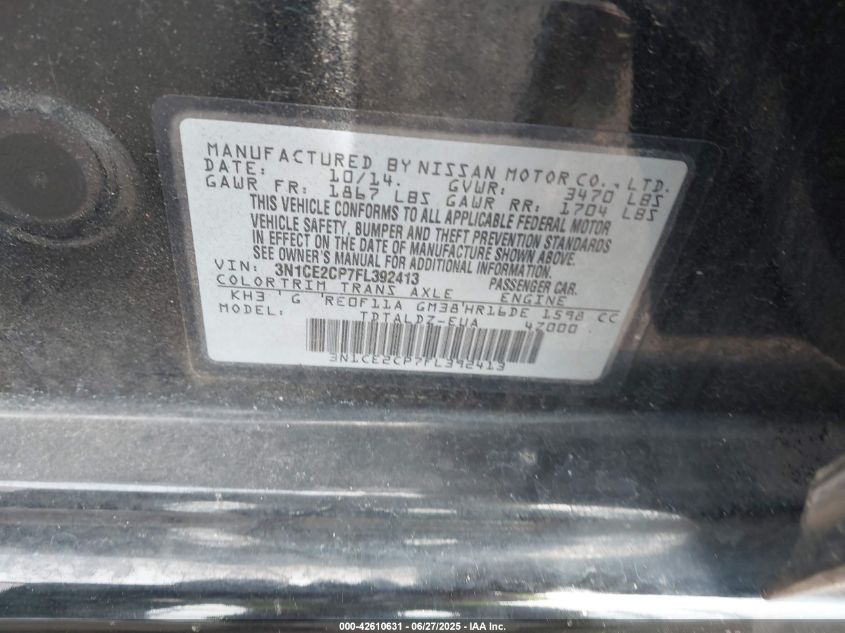 MANUFACTURED BY NISSAN MOTOR CO., LTD.
DATE: 10/14. GVWR: 3470 LBS
GAWR FR: 1867 LBS GAWR RR: 1704 LBS
THIS VEHICLE CONFORMS TO ALL APPLICABLE FEDERAL MOTOR
VEHICLE SAFETY, BUMPER AND THEFT PREVENTION STANDARDS
IN EFFECT ON THE DATE OF MANUFACTURE SHOWN ABOVE.
SEE OWNER'S MANUAL FOR ADDITIONAL INFORMATION.
VIN: 3N1CE2CP7FL392413 PASSENGER CAR.
COLORTRIM TRANS AXLE ENGINE
KH3 ' G 'RE0F11A GM38'HR16DE 1598 CC
MODEL: TDTALDZ-EUA 47000
3N1CE2CP7FL392413
000-42610631 - 06/27/2025 - IAA Inc.